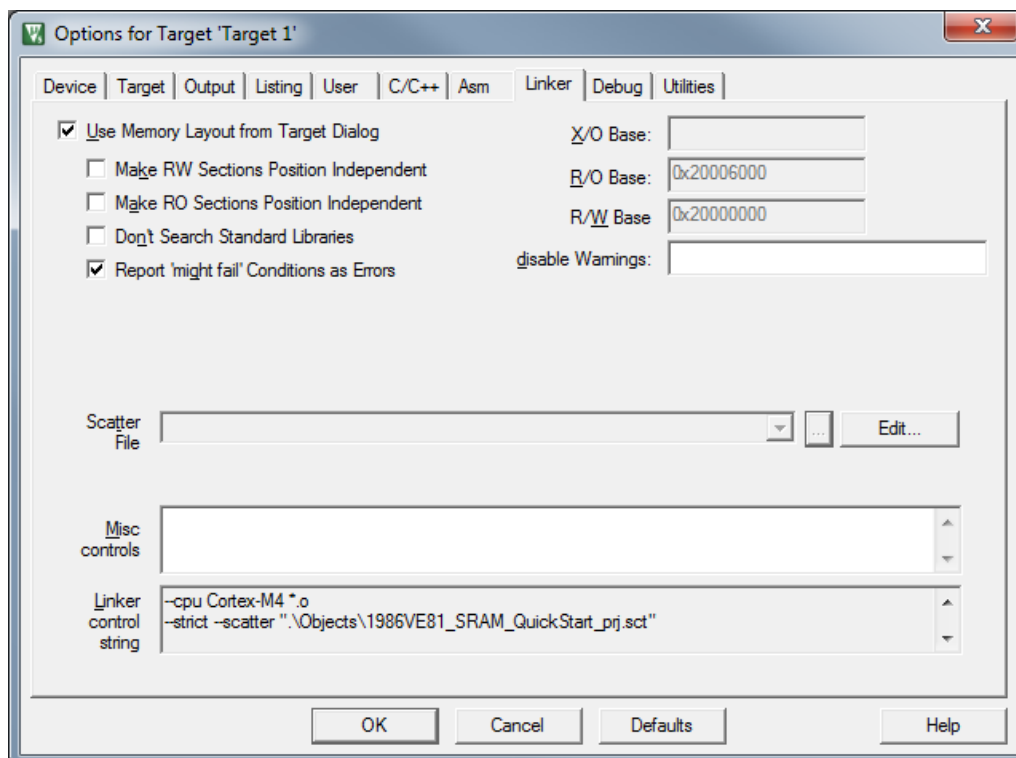 Options for Target 'Target 1'
Device Target Output Listing User C/C++ Asm Linker Debug Utilities
Use Memory Layout from Target Dialog
Make RW Sections Position Independent
Make RO Sections Position Independent
Don't Search Standard Libraries
Report 'might fail' Conditions as Errors
X/O Base:
R/O Base: 0x20006000
R/W Base 0x20000000
disable Warnings:
Scatter
File
... Edit...
Misc
controls
Linker
control
string
--cpu Cortex-M4 *.o
--strict --scatter ".\Objects\1986VE81_SRAM_QuickStart_prj.sct"
OK Cancel Defaults Help